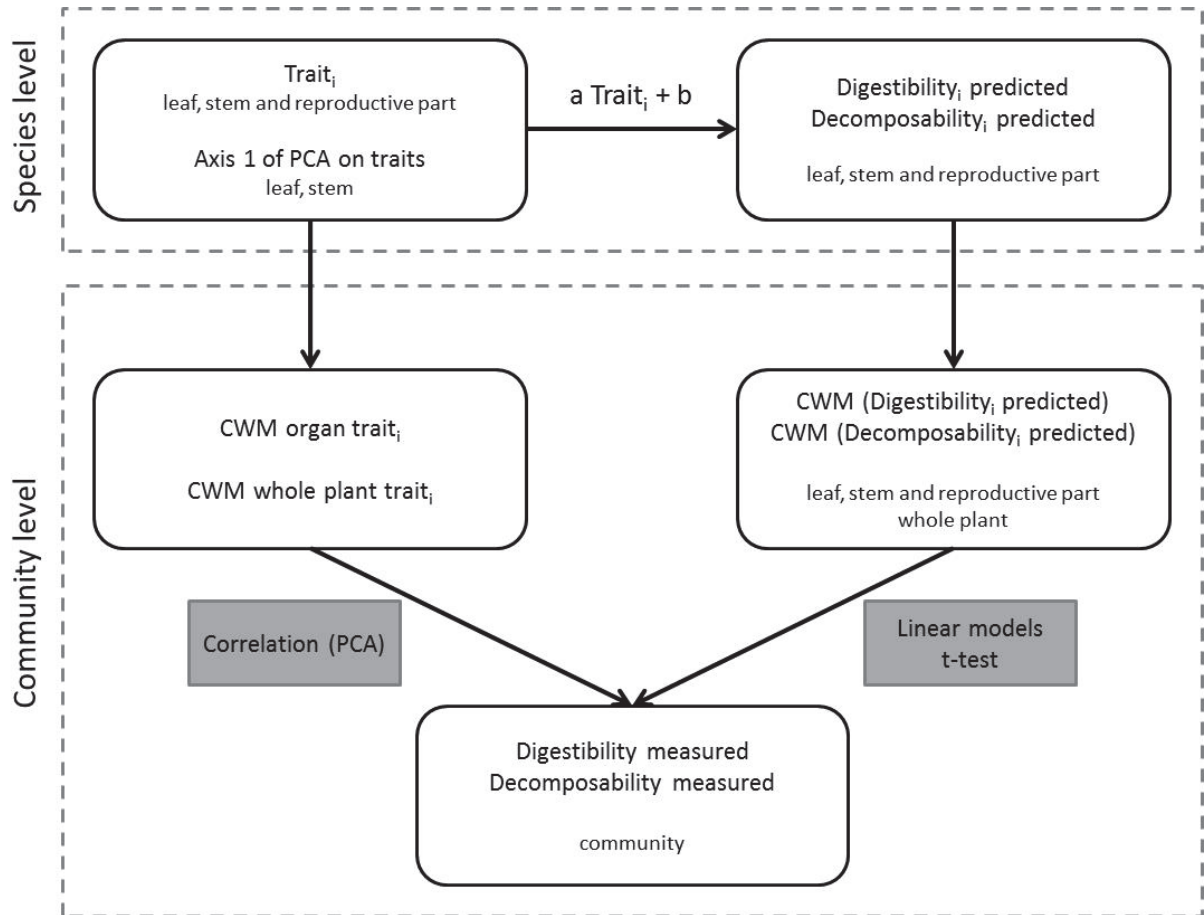 Species level
Trait_i
leaf, stem and reproductive part
Axis 1 of PCA on traits
leaf, stem
a Trait_i + b
Digestibility_i predicted
Decomposability_i predicted
leaf, stem and reproductive part
Community level
CWM organ trait_i
CWM whole plant trait_i
CWM (Digestibility_i predicted)
CWM (Decomposability_i predicted)
leaf, stem and reproductive part
whole plant
Correlation (PCA)
Linear models
t-test
Digestibility measured
Decomposability measured
community